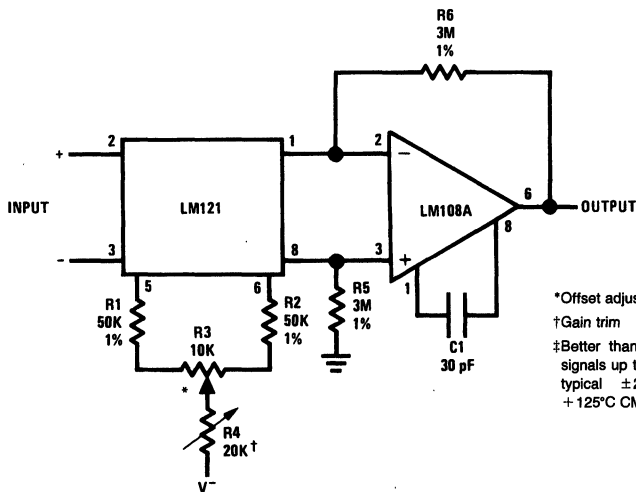 R6
3M
1%
2
1
2
+
−
INPUT
LM121
LM108A
6
OUTPUT
8
-
3
8
3
+
5
6
1
R1
50K
1%
R2
50K
1%
R3
10K
*
R5
3M
1%
C1
30 pF
R4
20K†
V−
*Offset adjus
†Gain trim
‡Better than
signals up t
typical ±2
+125°C CM